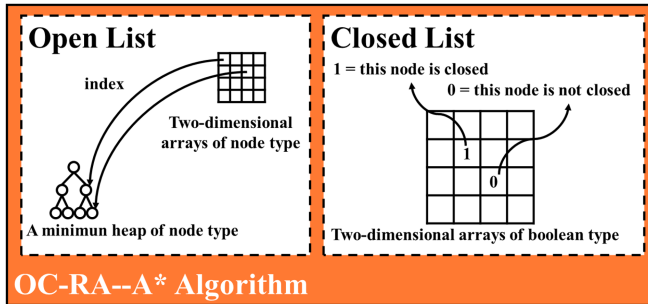 Open List
index
Two-dimensional
arrays of node type
A minimun heap of node type
Closed List
1 = this node is closed
0 = this node is not closed
1
0
Two-dimensional arrays of boolean type
OC-RA--A* Algorithm